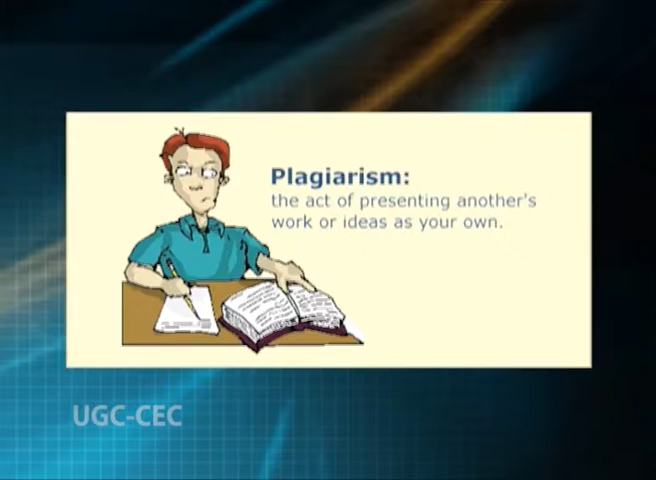 Plagiarism:
the act of presenting another's
work or ideas as your own.
UGC-CEC